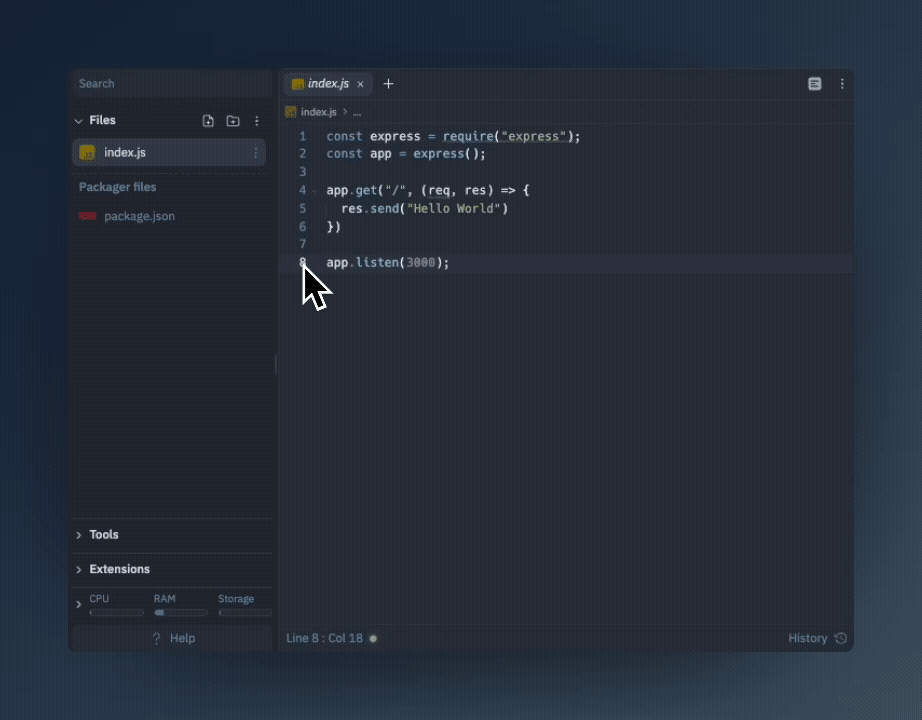 Search
Files
index.js
Packager files
package.json
Tools
Extensions
CPU RAM Storage
? Help
index.js × +
index.js > ...
1 const express = require("express");
2 const app = express();
3
4 app.get("/", (req, res) => {
5 res.send("Hello World")
6 })
7
8 app.listen(3000);
Line 8 : Col 18
History